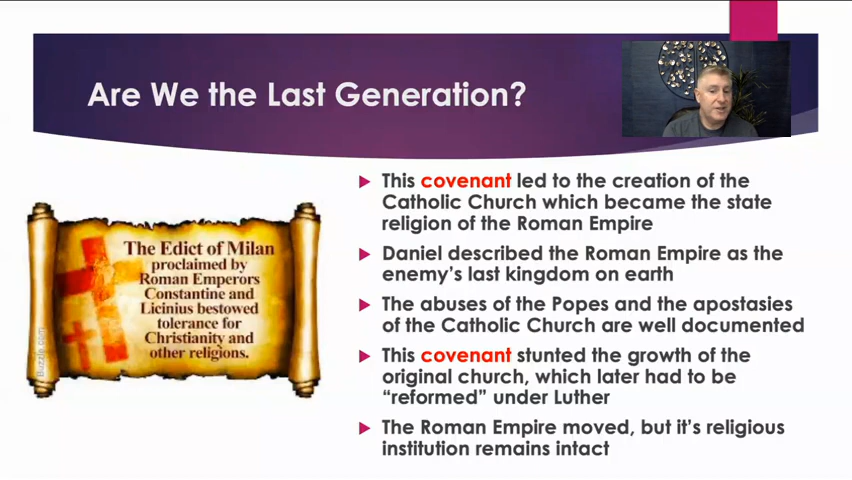 Are We the Last Generation?
The Edict of Milan
proclaimed by
Roman Emperors
Constantine and
Licinius bestowed
tolerance for
Christianity and
other religions.
Buzzle.com
This covenant led to the creation of the
Catholic Church which became the state
religion of the Roman Empire
Daniel described the Roman Empire as the
enemy's last kingdom on earth
The abuses of the Popes and the apostasies
of the Catholic Church are well documented
This covenant stunted the growth of the
original church, which later had to be
“reformed” under Luther
The Roman Empire moved, but it's religious
institution remains intact